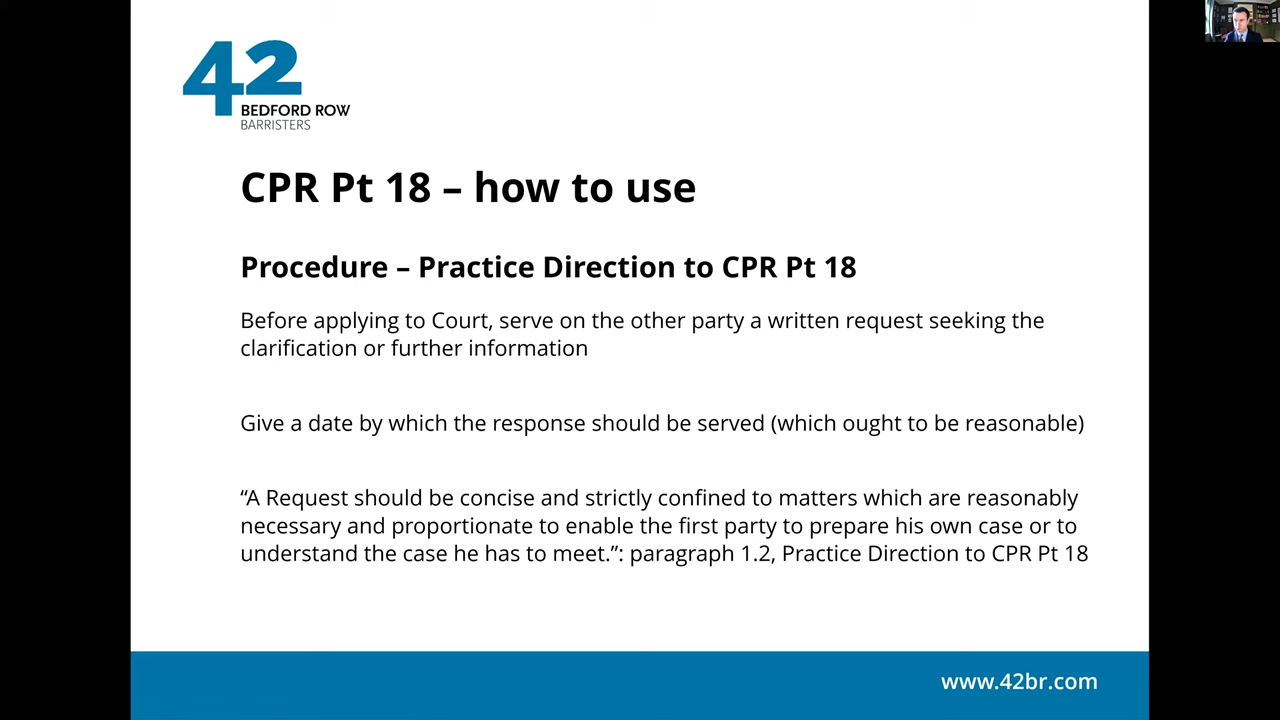 42
BEDFORD ROW
BARRISTERS
CPR Pt 18 – how to use
Procedure – Practice Direction to CPR Pt 18
Before applying to Court, serve on the other party a written request seeking the
clarification or further information
Give a date by which the response should be served (which ought to be reasonable)
“A Request should be concise and strictly confined to matters which are reasonably
necessary and proportionate to enable the first party to prepare his own case or to
understand the case he has to meet.”: paragraph 1.2, Practice Direction to CPR Pt 18
www.42br.com